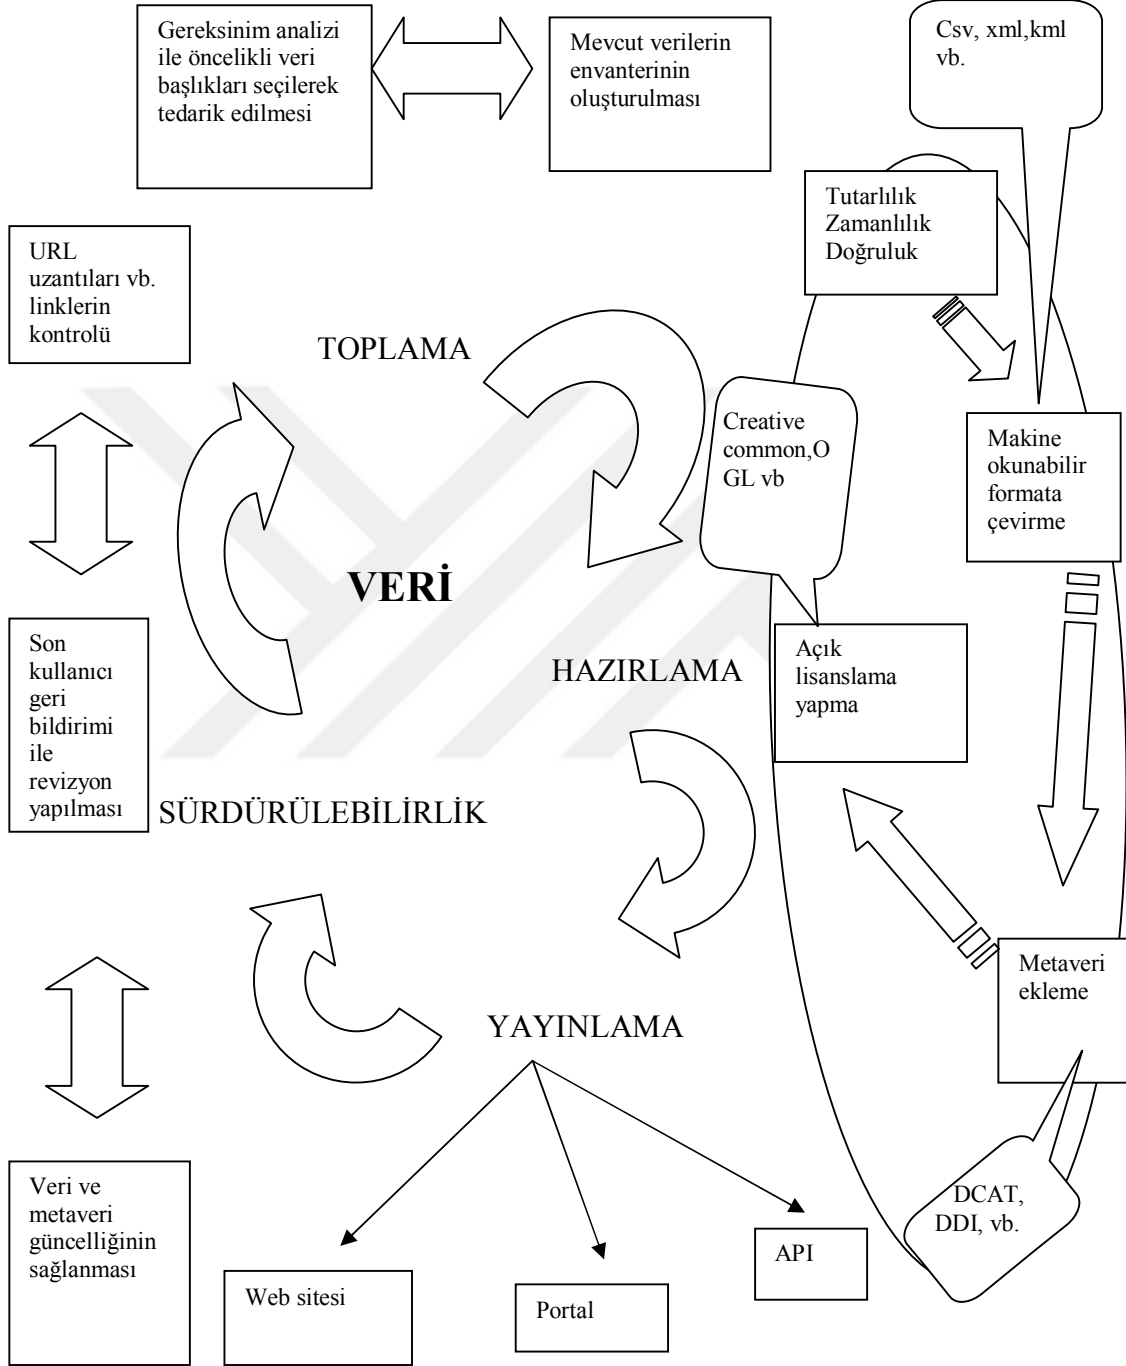 Gereksinim analizi
ile öncelikli veri
başlıkları seçilerek
tedarik edilmesi
Mevcut verilerin
envanterinin
oluşturulması
Csv, xml,kml
vb.
Tutarlılık
Zamanlılık
Doğruluk
URL
uzantıları vb.
linklerin
kontrolü
TOPLAMA
Creative
common,O
GL vb
Makine
okunabilir
formata
çevirme
VERİ
Son
kullanıcı
geri
bildirimi
ile
revizyon
yapılması
HAZIRLAMA
Açık
lisanslama
yapma
SÜRDÜRÜLEBİLİRLİK
Metaveri
ekleme
YAYINLAMA
Veri ve
metaveri
güncelliğinin
sağlanması
DCAT,
DDI, vb.
Web sitesi
Portal
API